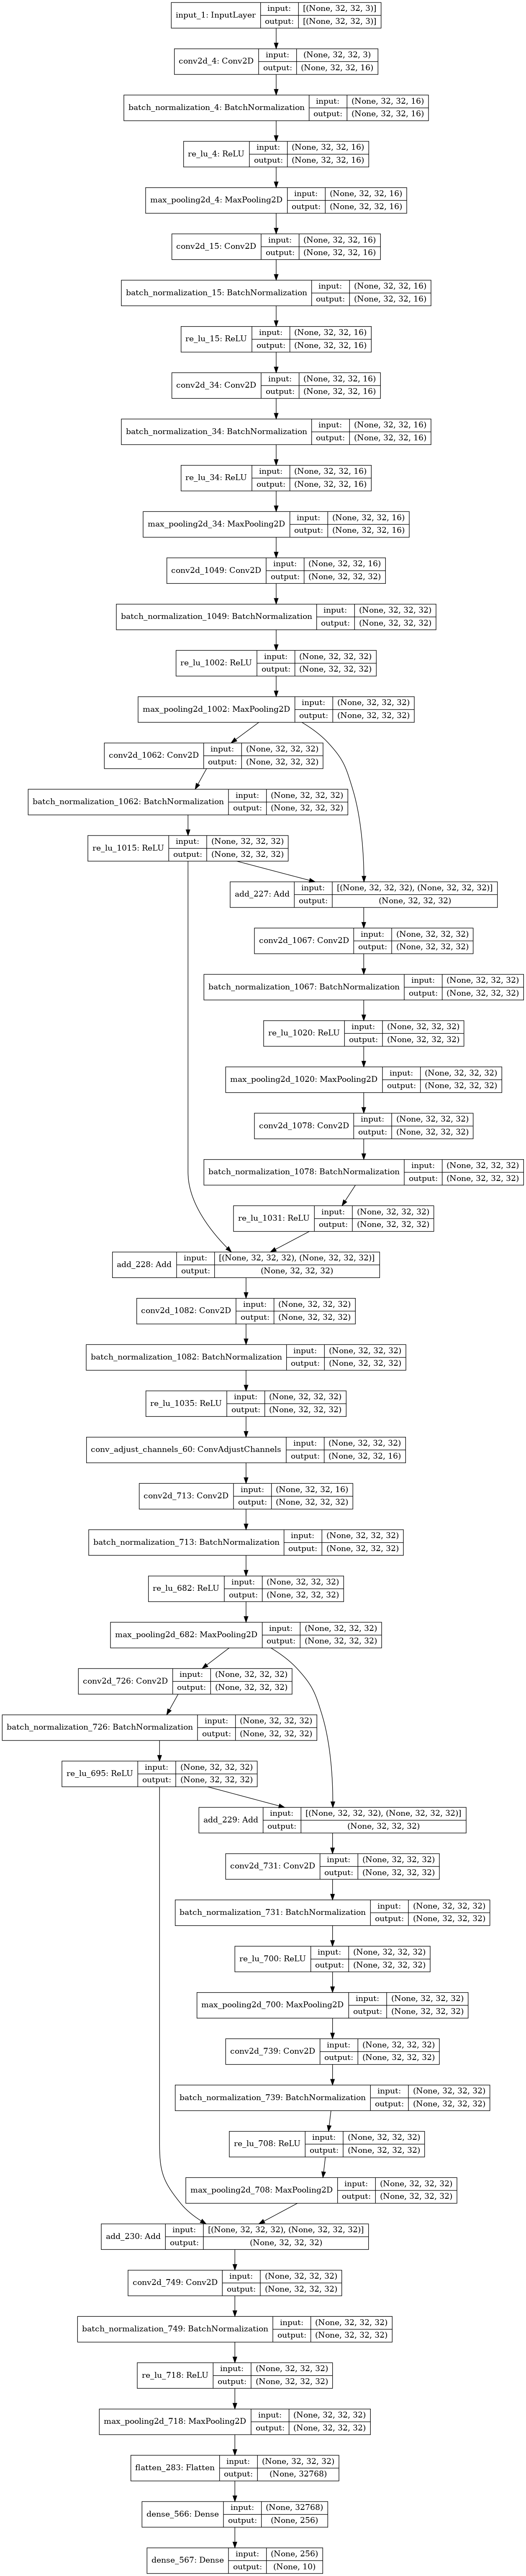 input_1: InputLayer
input: [(None, 32, 32, 3)]
output: [(None, 32, 32, 3)]
conv2d_4: Conv2D
input: (None, 32, 32, 3)
output: (None, 32, 32, 16)
batch_normalization_4: BatchNormalization
input: (None, 32, 32, 16)
output: (None, 32, 32, 16)
re_lu_4: ReLU
input: (None, 32, 32, 16)
output: (None, 32, 32, 16)
max_pooling2d_4: MaxPooling2D
input: (None, 32, 32, 16)
output: (None, 32, 32, 16)
conv2d_15: Conv2D
input: (None, 32, 32, 16)
output: (None, 32, 32, 16)
batch_normalization_15: BatchNormalization
input: (None, 32, 32, 16)
output: (None, 32, 32, 16)
re_lu_15: ReLU
input: (None, 32, 32, 16)
output: (None, 32, 32, 16)
conv2d_34: Conv2D
input: (None, 32, 32, 16)
output: (None, 32, 32, 16)
batch_normalization_34: BatchNormalization
input: (None, 32, 32, 16)
output: (None, 32, 32, 16)
re_lu_34: ReLU
input: (None, 32, 32, 16)
output: (None, 32, 32, 16)
max_pooling2d_34: MaxPooling2D
input: (None, 32, 32, 16)
output: (None, 32, 32, 16)
conv2d_1049: Conv2D
input: (None, 32, 32, 16)
output: (None, 32, 32, 32)
batch_normalization_1049: BatchNormalization
input: (None, 32, 32, 32)
output: (None, 32, 32, 32)
re_lu_1002: ReLU
input: (None, 32, 32, 32)
output: (None, 32, 32, 32)
max_pooling2d_1002: MaxPooling2D
input: (None, 32, 32, 32)
output: (None, 32, 32, 32)
conv2d_1062: Conv2D
input: (None, 32, 32, 32)
output: (None, 32, 32, 32)
batch_normalization_1062: BatchNormalization
input: (None, 32, 32, 32)
output: (None, 32, 32, 32)
re_lu_1015: ReLU
input: (None, 32, 32, 32)
output: (None, 32, 32, 32)
add_227: Add
input: [(None, 32, 32, 32), (None, 32, 32, 32)]
output: (None, 32, 32, 32)
conv2d_1067: Conv2D
input: (None, 32, 32, 32)
output: (None, 32, 32, 32)
batch_normalization_1067: BatchNormalization
input: (None, 32, 32, 32)
output: (None, 32, 32, 32)
re_lu_1020: ReLU
input: (None, 32, 32, 32)
output: (None, 32, 32, 32)
max_pooling2d_1020: MaxPooling2D
input: (None, 32, 32, 32)
output: (None, 32, 32, 32)
conv2d_1078: Conv2D
input: (None, 32, 32, 32)
output: (None, 32, 32, 32)
batch_normalization_1078: BatchNormalization
input: (None, 32, 32, 32)
output: (None, 32, 32, 32)
re_lu_1031: ReLU
input: (None, 32, 32, 32)
output: (None, 32, 32, 32)
add_228: Add
input: [(None, 32, 32, 32), (None, 32, 32, 32)]
output: (None, 32, 32, 32)
conv2d_1082: Conv2D
input: (None, 32, 32, 32)
output: (None, 32, 32, 32)
batch_normalization_1082: BatchNormalization
input: (None, 32, 32, 32)
output: (None, 32, 32, 32)
re_lu_1035: ReLU
input: (None, 32, 32, 32)
output: (None, 32, 32, 32)
conv_adjust_channels_60: ConvAdjustChannels
input: (None, 32, 32, 32)
output: (None, 32, 32, 16)
conv2d_713: Conv2D
input: (None, 32, 32, 16)
output: (None, 32, 32, 32)
batch_normalization_713: BatchNormalization
input: (None, 32, 32, 32)
output: (None, 32, 32, 32)
re_lu_682: ReLU
input: (None, 32, 32, 32)
output: (None, 32, 32, 32)
max_pooling2d_682: MaxPooling2D
input: (None, 32, 32, 32)
output: (None, 32, 32, 32)
conv2d_726: Conv2D
input: (None, 32, 32, 32)
output: (None, 32, 32, 32)
batch_normalization_726: BatchNormalization
input: (None, 32, 32, 32)
output: (None, 32, 32, 32)
re_lu_695: ReLU
input: (None, 32, 32, 32)
output: (None, 32, 32, 32)
add_229: Add
input: [(None, 32, 32, 32), (None, 32, 32, 32)]
output: (None, 32, 32, 32)
conv2d_731: Conv2D
input: (None, 32, 32, 32)
output: (None, 32, 32, 32)
batch_normalization_731: BatchNormalization
input: (None, 32, 32, 32)
output: (None, 32, 32, 32)
re_lu_700: ReLU
input: (None, 32, 32, 32)
output: (None, 32, 32, 32)
max_pooling2d_700: MaxPooling2D
input: (None, 32, 32, 32)
output: (None, 32, 32, 32)
conv2d_739: Conv2D
input: (None, 32, 32, 32)
output: (None, 32, 32, 32)
batch_normalization_739: BatchNormalization
input: (None, 32, 32, 32)
output: (None, 32, 32, 32)
re_lu_708: ReLU
input: (None, 32, 32, 32)
output: (None, 32, 32, 32)
max_pooling2d_708: MaxPooling2D
input: (None, 32, 32, 32)
output: (None, 32, 32, 32)
add_230: Add
input: [(None, 32, 32, 32), (None, 32, 32, 32)]
output: (None, 32, 32, 32)
conv2d_749: Conv2D
input: (None, 32, 32, 32)
output: (None, 32, 32, 32)
batch_normalization_749: BatchNormalization
input: (None, 32, 32, 32)
output: (None, 32, 32, 32)
re_lu_718: ReLU
input: (None, 32, 32, 32)
output: (None, 32, 32, 32)
max_pooling2d_718: MaxPooling2D
input: (None, 32, 32, 32)
output: (None, 32, 32, 32)
flatten_283: Flatten
input: (None, 32, 32, 32)
output: (None, 32768)
dense_566: Dense
input: (None, 32768)
output: (None, 256)
dense_567: Dense
input: (None, 256)
output: (None, 10)